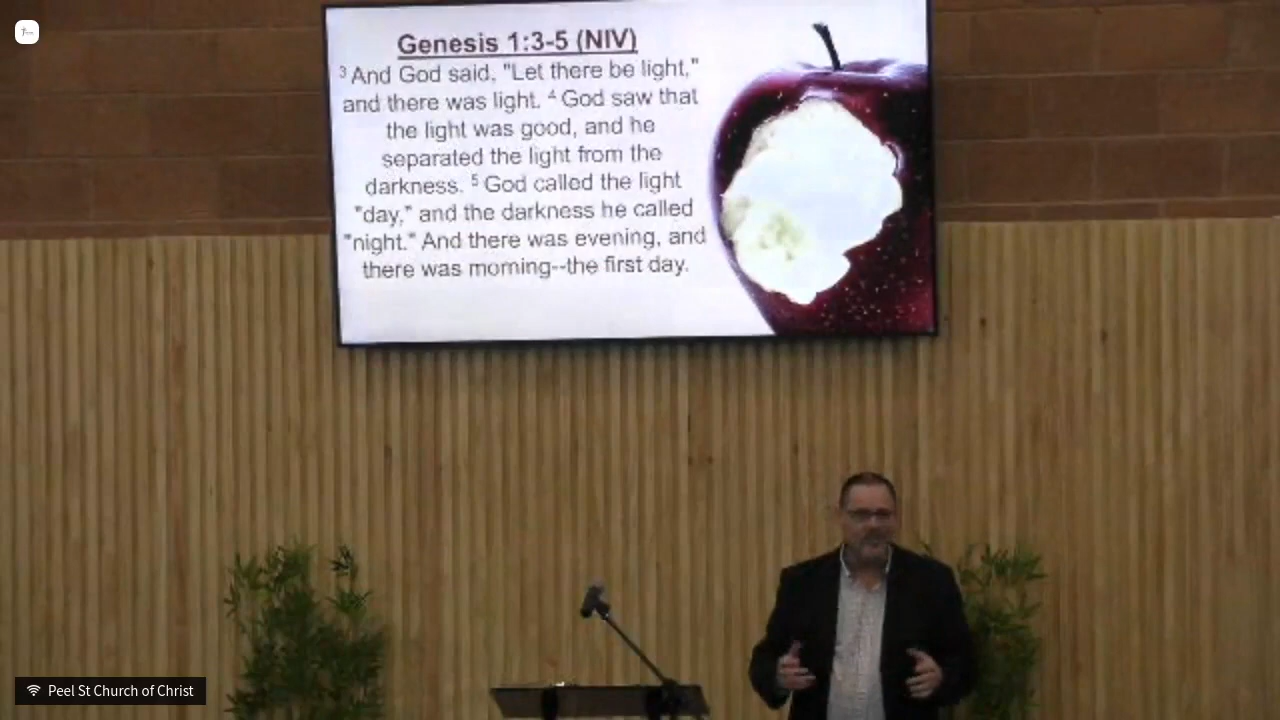 Genesis 1:3-5 (NIV)
3 And God said, "Let there be light,"
and there was light. 4 God saw that
the light was good, and he
separated the light from the
darkness. 5 God called the light
"day," and the darkness he called
"night." And there was evening, and
there was morning--the first day.
Peel St Church of Christ